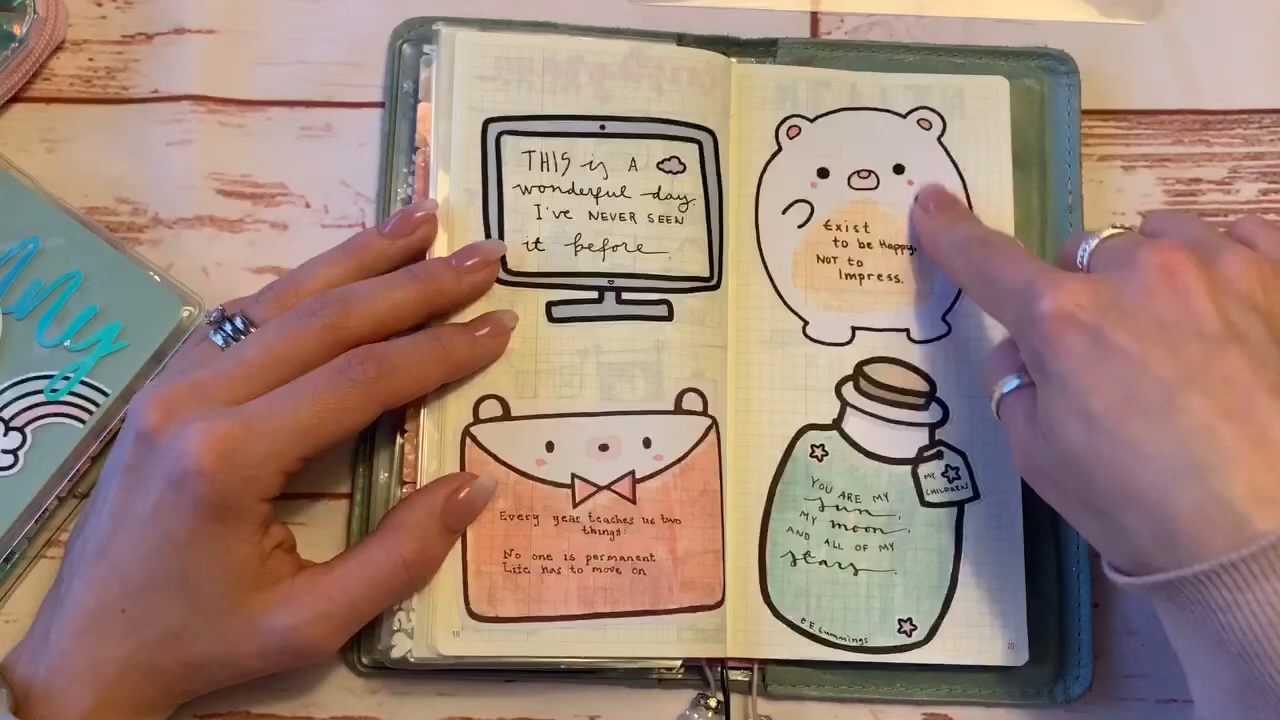 THIS is A
wonderful day.
I've NEVER SEEN
it before.
Every year teaches us two
things:
No one is permanent
Life has to move on
Exist
to be Happy,
NOT to
Impress.
YOU ARE MY
sun,
MY moon,
AND ALL OF MY
stars.
E.E. Cummings
MY
CHILDREN
19
20